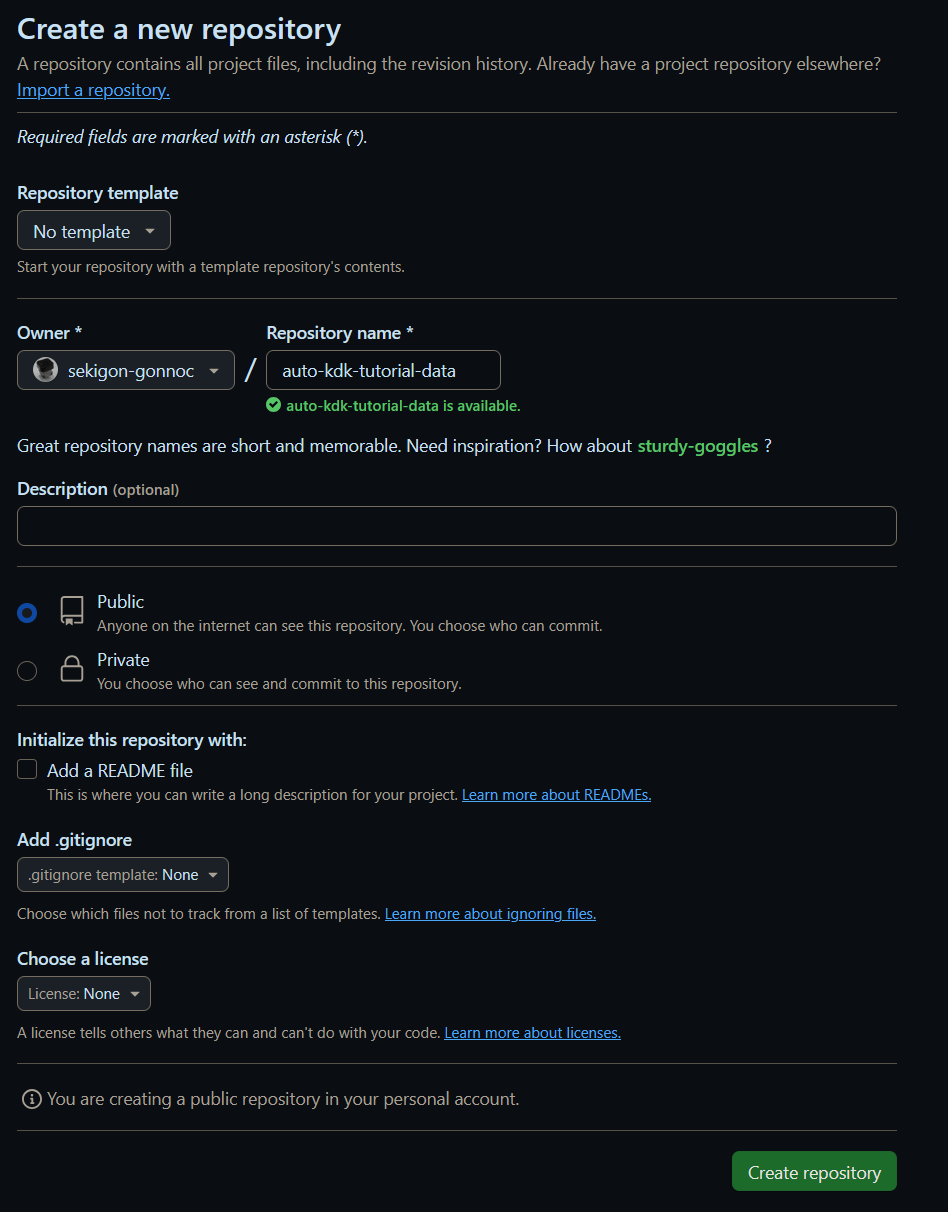 Create a new repository
A repository contains all project files, including the revision history. Already have a project repository elsewhere?
Import a repository.
Required fields are marked with an asterisk (*).
Repository template
No template
Start your repository with a template repository's contents.
Owner *
Repository name *
sekigon-gonnoc
/
auto-kdk-tutorial-data
auto-kdk-tutorial-data is available.
Great repository names are short and memorable. Need inspiration? How about sturdy-goggles ?
Description (optional)
Public
Anyone on the internet can see this repository. You choose who can commit.
Private
You choose who can see and commit to this repository.
Initialize this repository with:
Add a README file
This is where you can write a long description for your project. Learn more about READMEs.
Add .gitignore
.gitignore template: None
Choose which files not to track from a list of templates. Learn more about ignoring files.
Choose a license
License: None
A license tells others what they can and can't do with your code. Learn more about licenses.
You are creating a public repository in your personal account.
Create repository